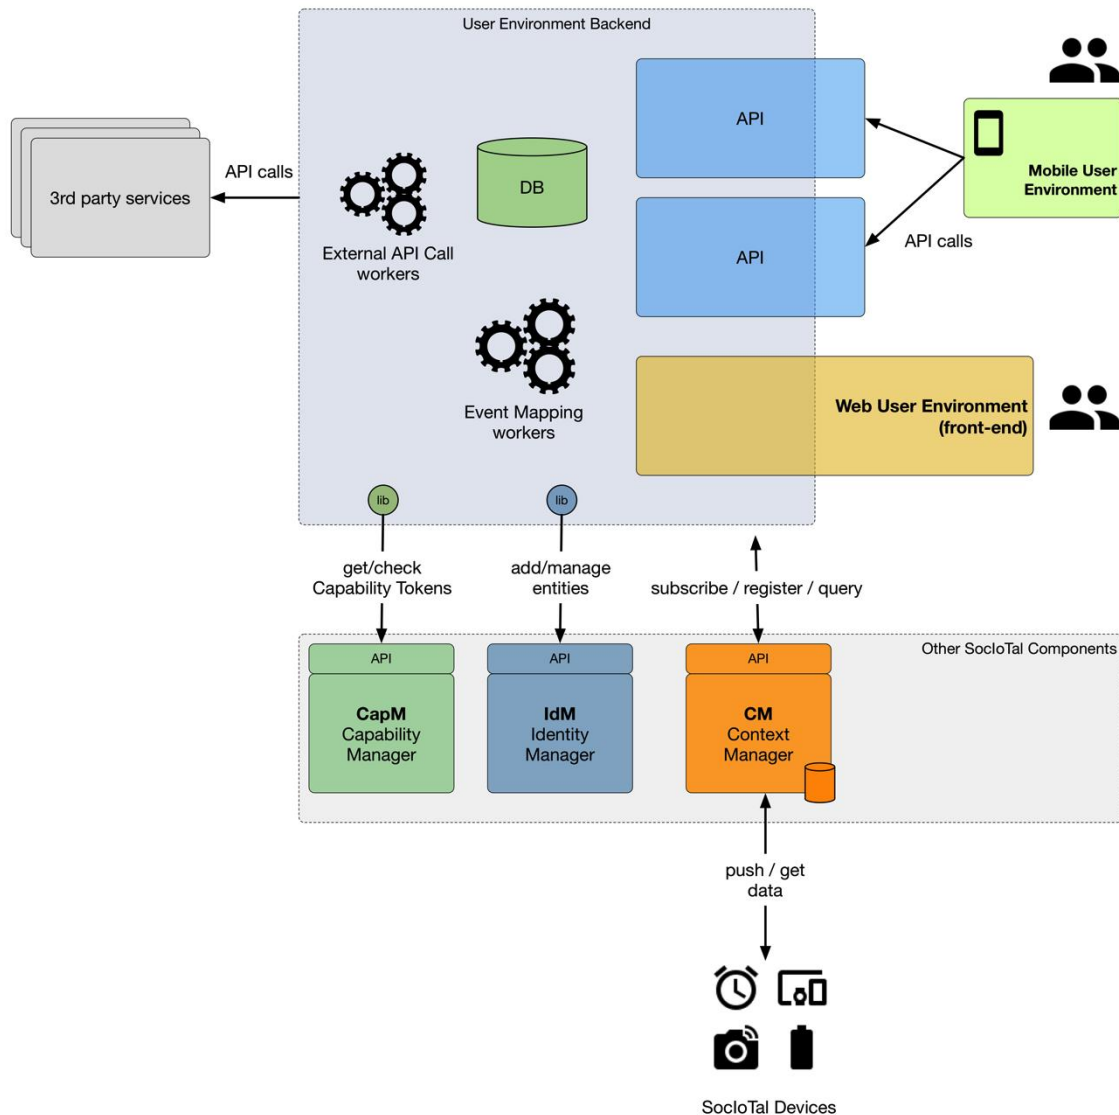 User Environment Backend
API
Mobile User
Environment
API calls
3rd party services
DB
External API Call
workers
API
API calls
Event Mapping
workers
Web User Environment
(front-end)
lib
lib
get/check
Capability Tokens
add/manage
entities
subscribe / register / query
Other SocIoTal Components
API
API
API
CapM
Capability
Manager
IdM
Identity
Manager
CM
Context
Manager
push / get
data
SocIoTal Devices